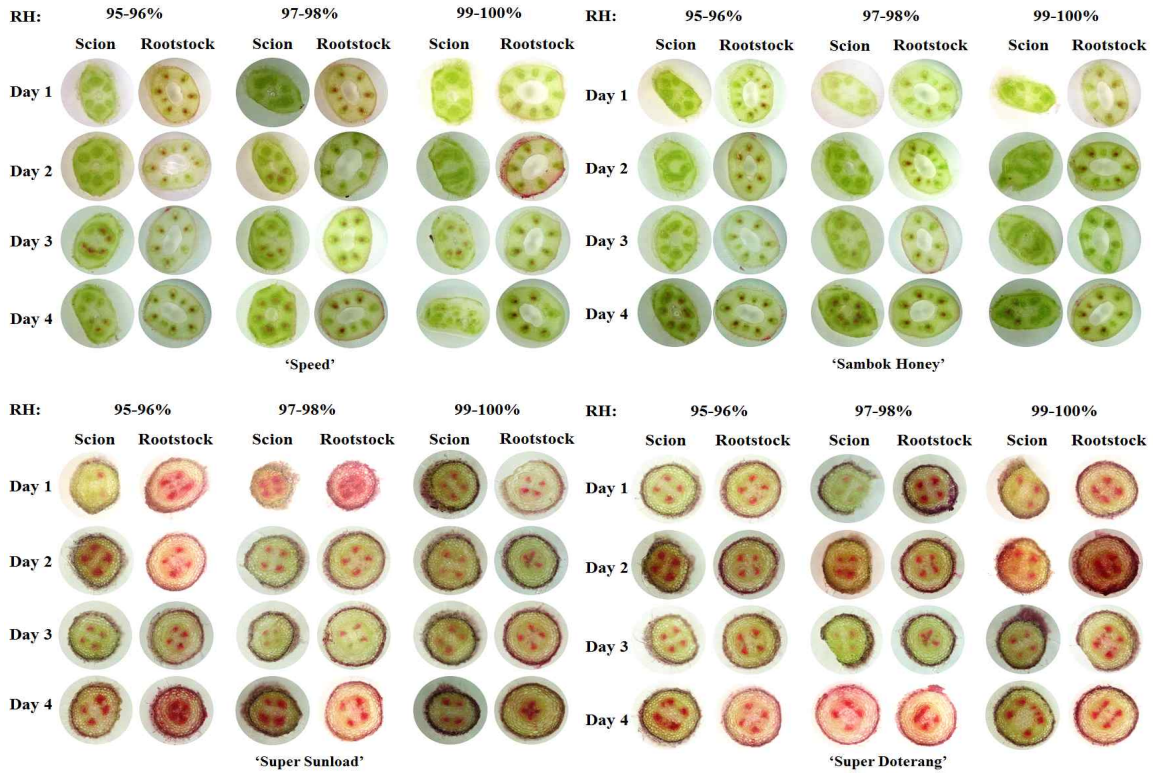 RH: 95-96% 97-98% 99-100%
Scion Rootstock Scion Rootstock Scion Rootstock
Day 1
Day 2
Day 3
Day 4
‘Speed’
RH: 95-96% 97-98% 99-100%
Scion Rootstock Scion Rootstock Scion Rootstock
Day 1
Day 2
Day 3
Day 4
‘Sambok Honey’
RH: 95-96% 97-98% 99-100%
Scion Rootstock Scion Rootstock Scion Rootstock
Day 1
Day 2
Day 3
Day 4
‘Super Sunload’
RH: 95-96% 97-98% 99-100%
Scion Rootstock Scion Rootstock Scion Rootstock
Day 1
Day 2
Day 3
Day 4
‘Super Doterang’